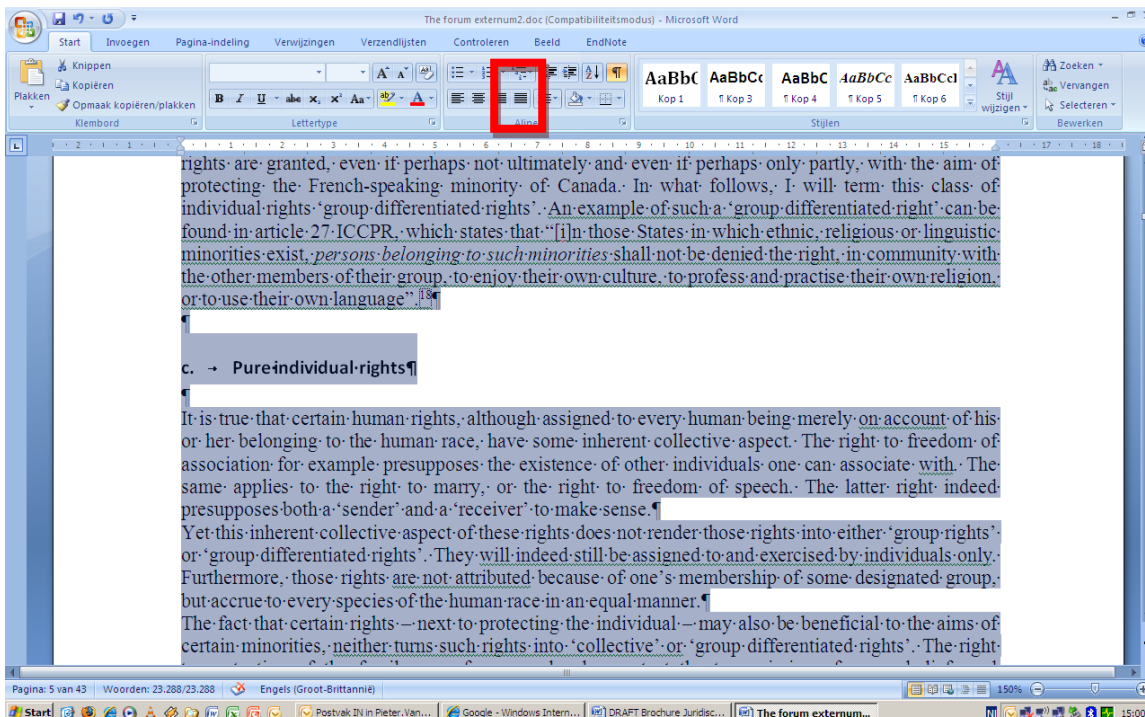 The forum externum2.doc (Compatibiliteitsmodus) - Microsoft Word
Start Invoegen Pagina-indeling Verwijzingen Verzendlijsten Controleren Beeld EndNote
Plakken
Knippen
Kopiëren
Opmaak kopiëren/plakken
Klembord
B I U abc x₂ x² Aa
Lettertype
AaBbC AaBbCc AaBbC AaBbCc AaBbCcI
Kop 1 ¶ Kop 3 ¶ Kop 4 ¶ Kop 5 ¶ Kop 6
Stijl wijzigen
Stijlen
Zoeken
Vervangen
Selecteren
Bewerken
rights are granted, even if perhaps not ultimately and even if perhaps only partly, with the aim of
protecting the French-speaking minority of Canada. In what follows, I will term this class of
individual rights ‘group differentiated rights’. An example of such a ‘group differentiated right’ can be
found in article 27 ICCPR, which states that “[i]n those States in which ethnic, religious or linguistic
minorities exist, persons belonging to such minorities shall not be denied the right, in community with
the other members of their group, to enjoy their own culture, to profess and practise their own religion,
or to use their own language”.18¶
¶
c. → Pure individual rights¶
¶
It is true that certain human rights, although assigned to every human being merely on account of his
or her belonging to the human race, have some inherent collective aspect. The right to freedom of
association for example presupposes the existence of other individuals one can associate with. The
same applies to the right to marry, or the right to freedom of speech. The latter right indeed
presupposes both a ‘sender’ and a ‘receiver’ to make sense.¶
Yet this inherent collective aspect of these rights does not render those rights into either ‘group rights’
or ‘group differentiated rights’. They will indeed still be assigned to and exercised by individuals only.
Furthermore, those rights are not attributed because of one’s membership of some designated group,
but accrue to every species of the human race in an equal manner.¶
The fact that certain rights – next to protecting the individual – may also be beneficial to the aims of
certain minorities, neither turns such rights into ‘collective’ or ‘group differentiated rights’. The right
Pagina: 5 van 43 Woorden: 23.288/23.288 Engels (Groot-Brittannië) 150%
Start Postvak IN in Pieter.Van... Google - Windows Intern... DRAFT Brochure Juridisc... The forum externum... Nl 15:00